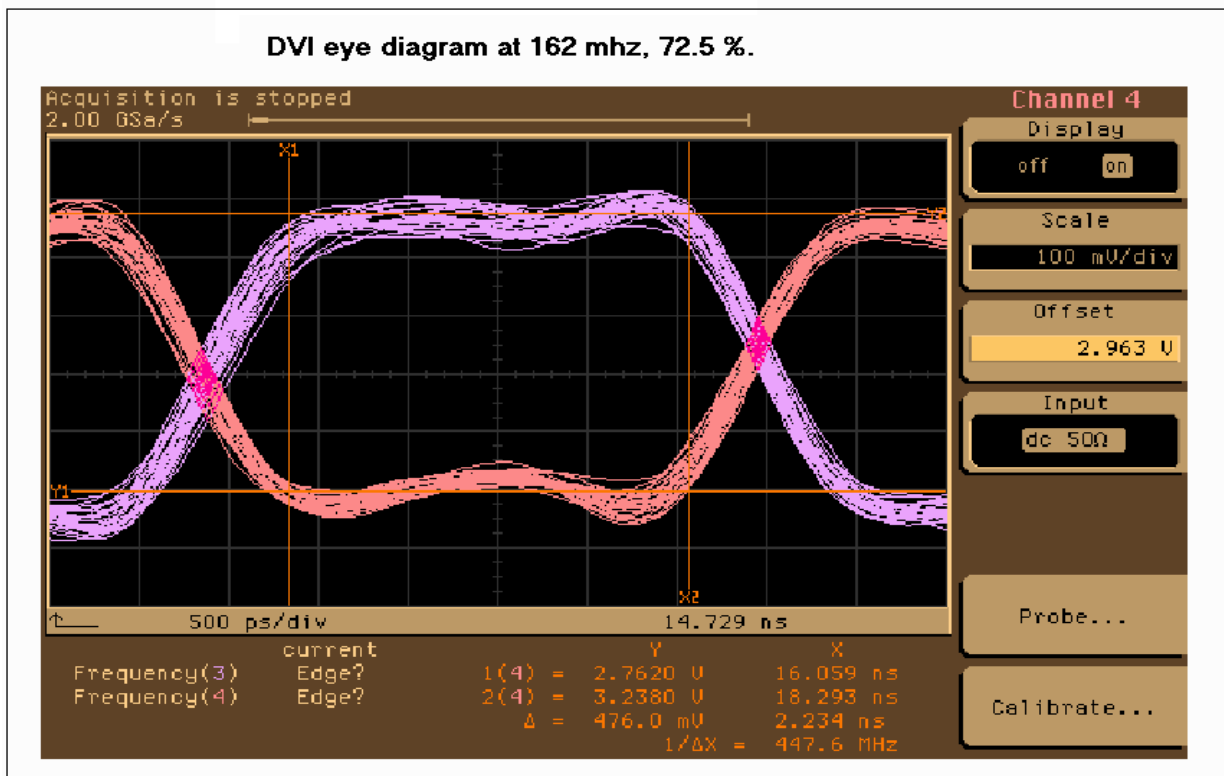 DVI eye diagram at 162 mhz, 72.5 %.
Acquisition is stopped
2.00 GSa/s
Channel 4
Display
off on
Scale
100 mV/div
Offset
2.963 V
Input
dc 50Ω
Probe...
Calibrate...
X1
Y2
Y1
X2
500 ps/div 14.729 ns
current Y X
Frequency(3) Edge? 1(4) = 2.7620 V 16.059 ns
Frequency(4) Edge? 2(4) = 3.2380 V 18.293 ns
Δ = 476.0 mV 2.234 ns
1/ΔX = 447.6 MHz